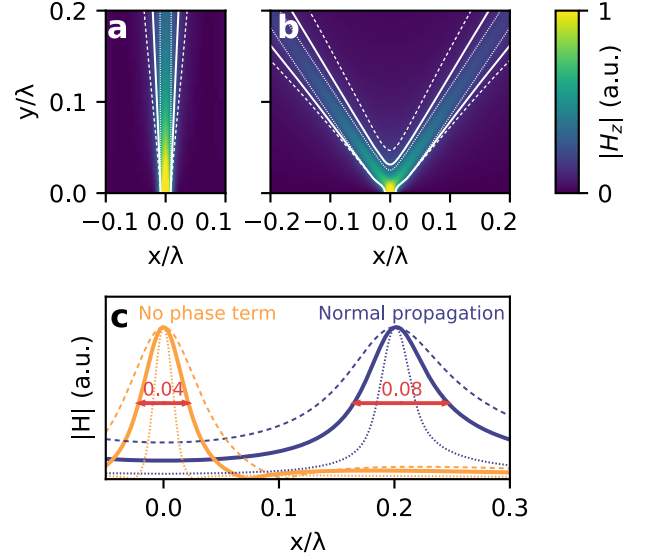 a
b
0.2
0.1
0.0
y/λ
−0.1 0.0 0.1
x/λ
−0.2 −0.1 0.0 0.1 0.2
x/λ
1
0
|H_z| (a.u.)
c
No phase term
Normal propagation
0.04
0.08
|H| (a.u.)
0.0 0.1 0.2 0.3
x/λ